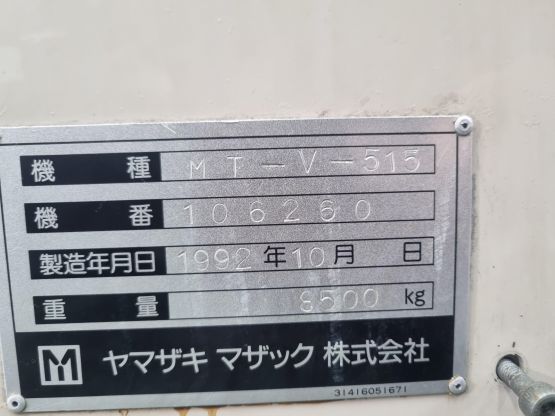 機種 MT-V-515
機番 106260
製造年月日 1992年10月 日
重量 8500 kg
M ヤマザキ マザック 株式会社
31416051671